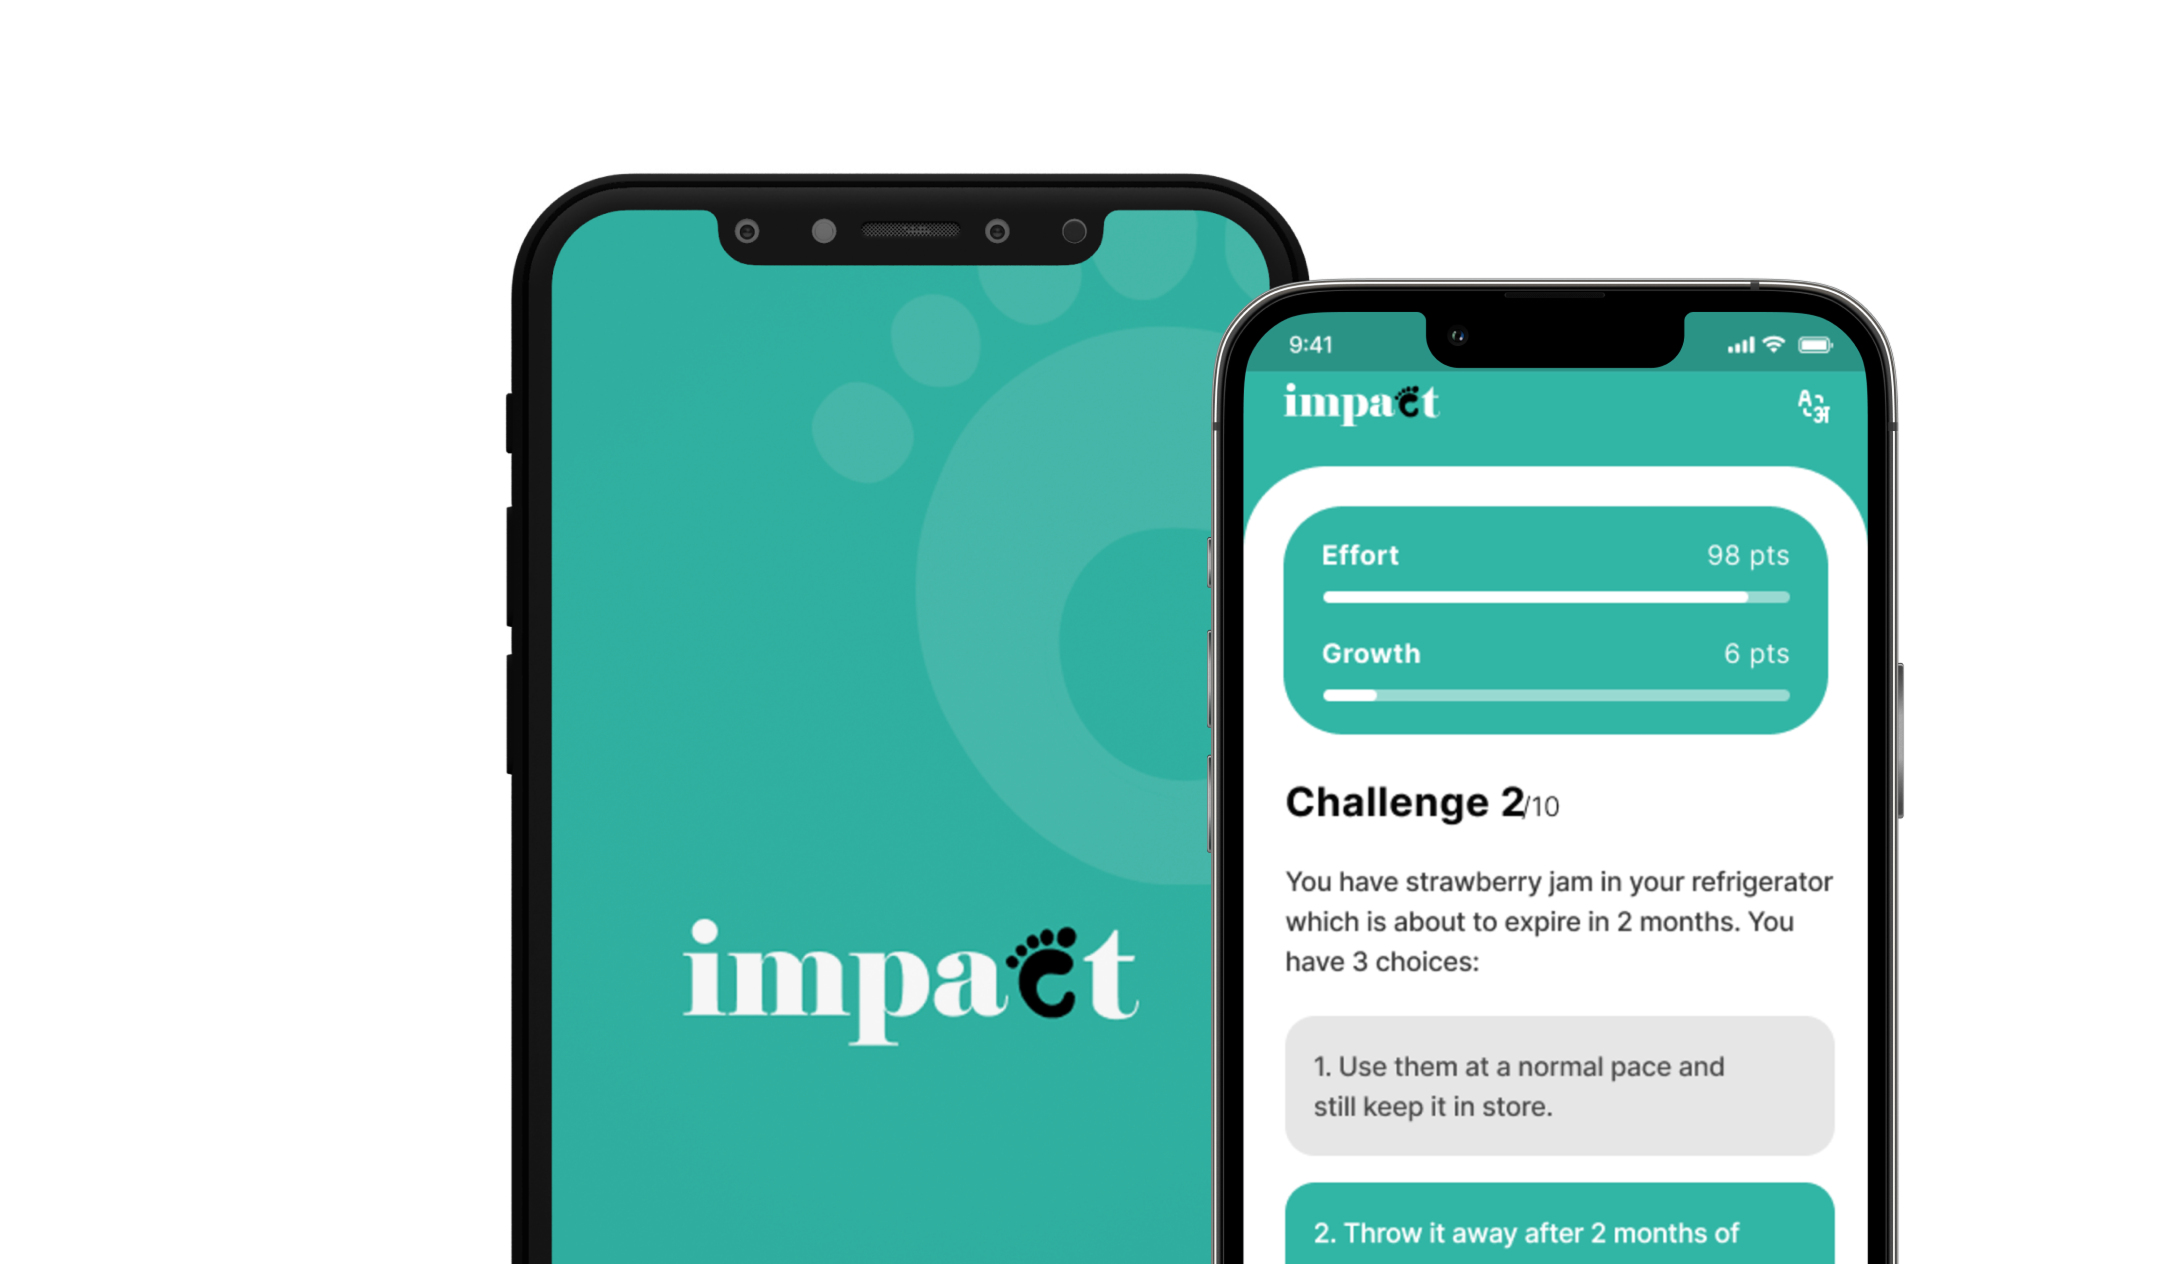 impact
9:41
impact
A अ
Effort 98 pts
Growth 6 pts
Challenge 2/10
You have strawberry jam in your refrigerator
which is about to expire in 2 months. You
have 3 choices:
1. Use them at a normal pace and
still keep it in store.
2. Throw it away after 2 months of